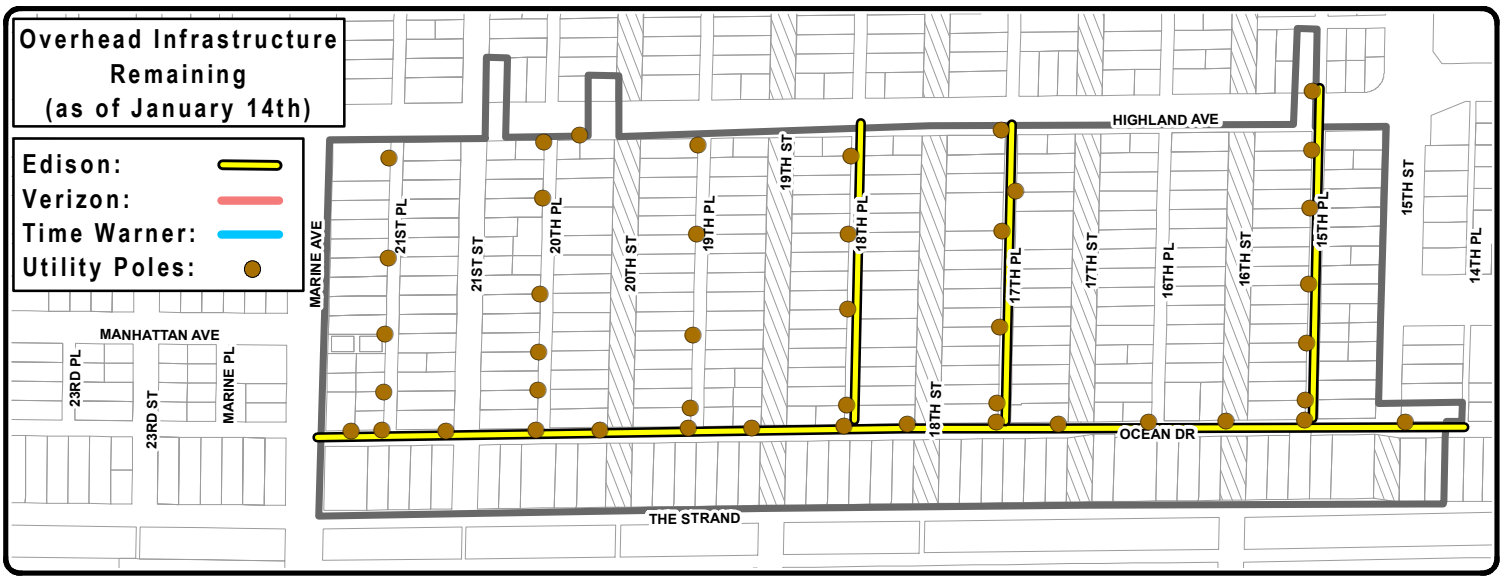 Overhead Infrastructure
Remaining
(as of January 14th)
Edison:
Verizon:
Time Warner:
Utility Poles:
HIGHLAND AVE
MARINE AVE
21ST PL
21ST ST
20TH PL
20TH ST
19TH PL
19TH ST
18TH PL
18TH ST
17TH PL
17TH ST
16TH PL
16TH ST
15TH PL
15TH ST
14TH PL
MANHATTAN AVE
23RD PL
23RD ST
MARINE PL
OCEAN DR
THE STRAND